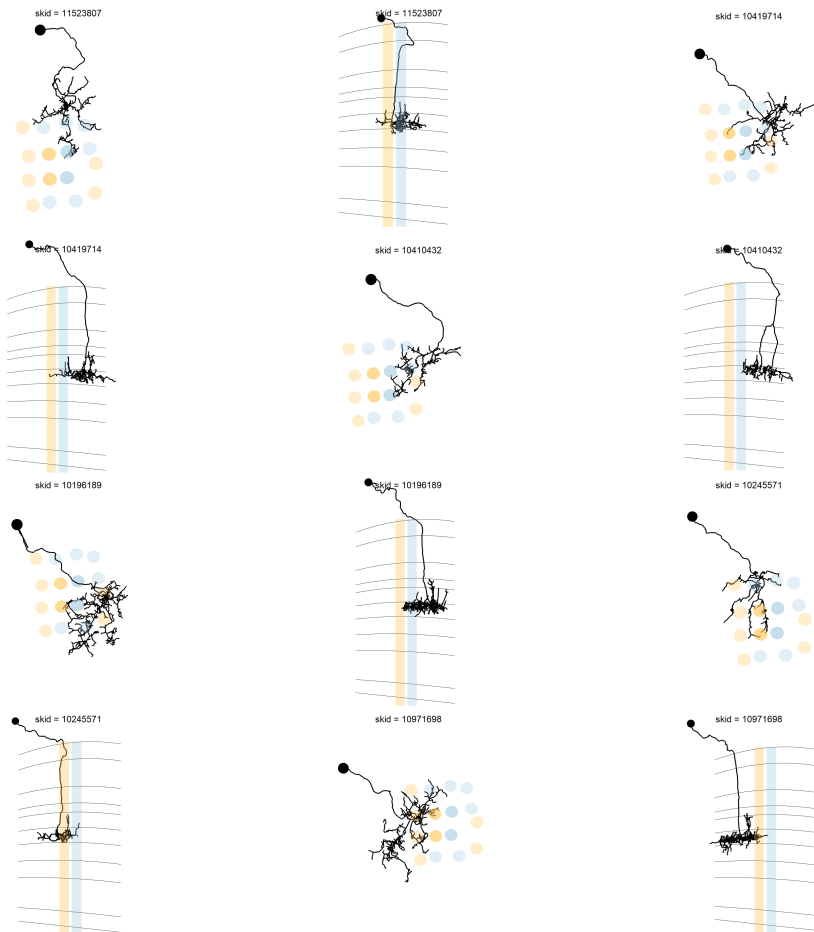 skid = 11523807
skid = 11523807
skid = 10419714
skid = 10419714
skid = 10410432
skid = 10410432
skid = 10196189
skid = 10196189
skid = 10245571
skid = 10245571
skid = 10971698
skid = 10971698